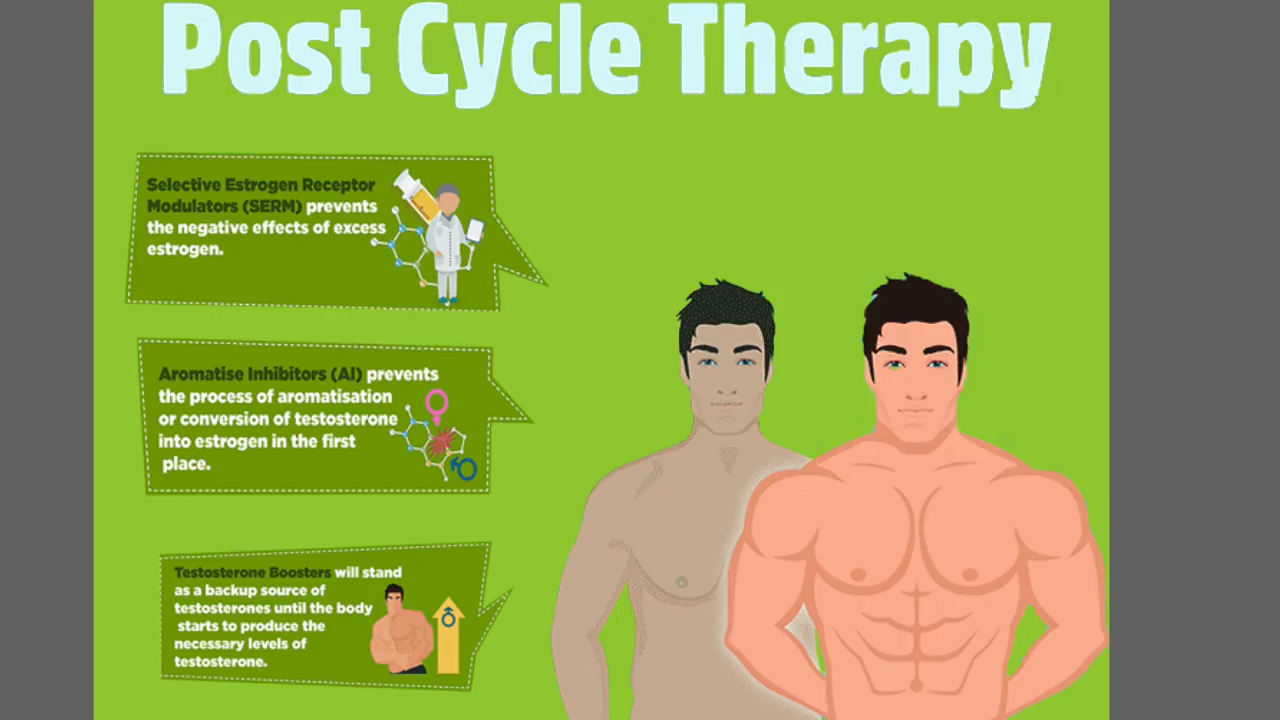 Post Cycle Therapy
Selective Estrogen Receptor
Modulators (SERM) prevents
the negative effects of excess
estrogen.
Aromatise Inhibitors (AI) prevents
the process of aromatisation
or conversion of testosterone
into estrogen in the first
place.
Testosterone Boosters will stand
as a backup source of
testosterones until the body
starts to produce the
necessary levels of
testosterone.